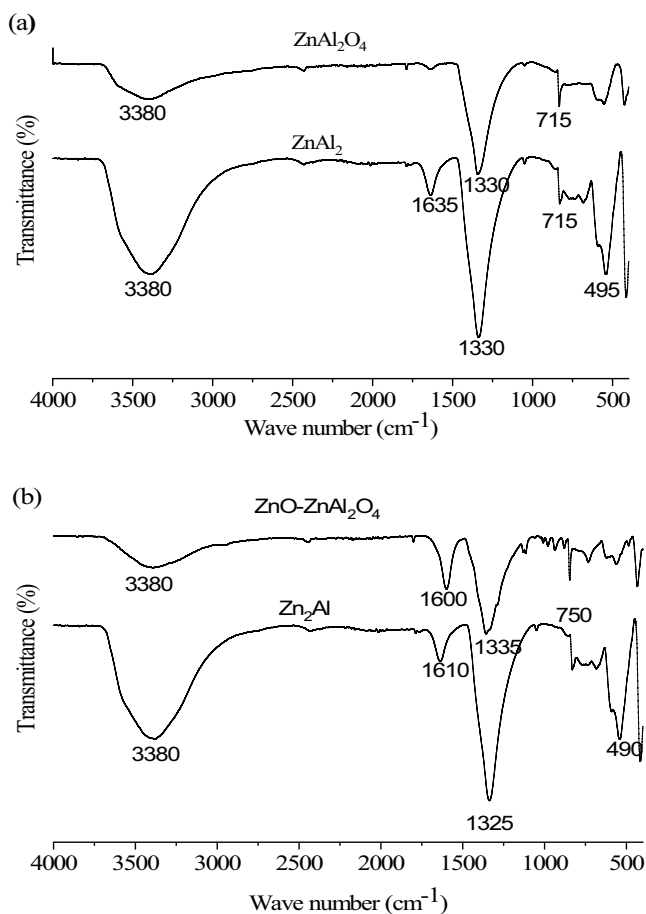 (a)
ZnAl₂O₄
3380
715
ZnAl₂
1330
1635
715
3380
495
1330
Transmittance (%)
4000 3500 3000 2500 2000 1500 1000 500
Wave number (cm⁻¹)
(b)
ZnO-ZnAl₂O₄
3380
1600
750
Zn₂Al
1335
1610
3380
490
1325
Transmittance (%)
4000 3500 3000 2500 2000 1500 1000 500
Wave number (cm⁻¹)